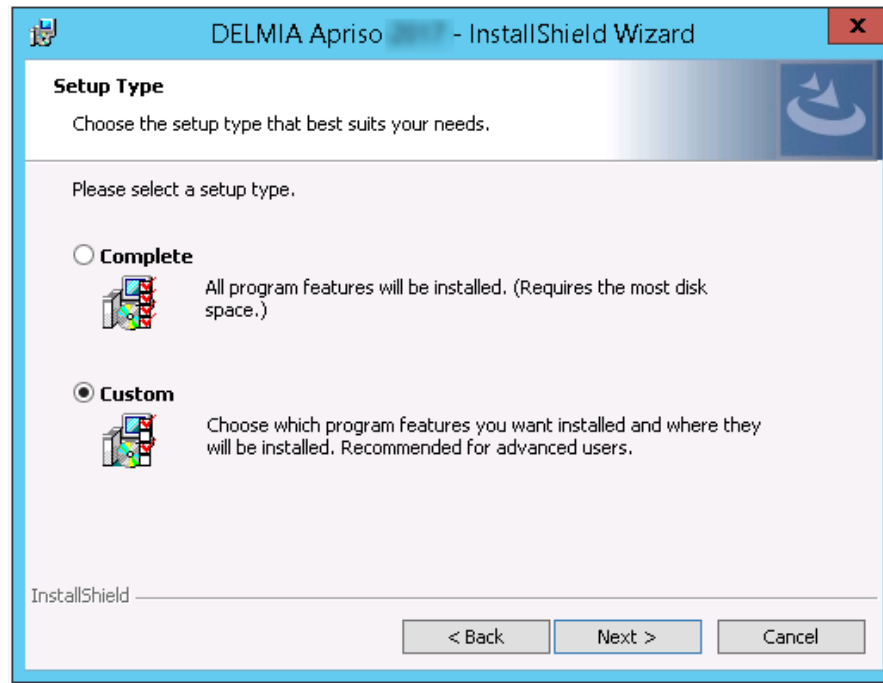 DELMIA Apriso - InstallShield Wizard
x
Setup Type
Choose the setup type that best suits your needs.
Please select a setup type.
Complete
All program features will be installed. (Requires the most disk
space.)
Custom
Choose which program features you want installed and where they
will be installed. Recommended for advanced users.
InstallShield
< Back
Next >
Cancel